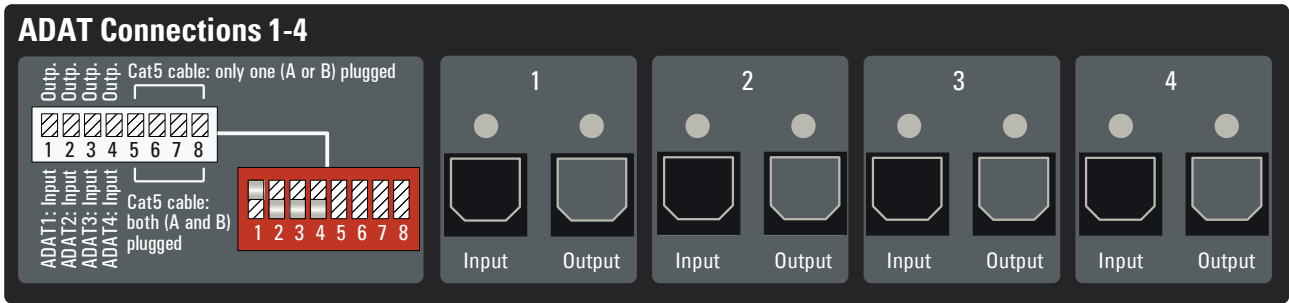 ADAT Connections 1-4
Outp.
Outp.
Outp.
Outp.
Cat5 cable: only one (A or B) plugged
1 2 3 4 5 6 7 8
ADAT1: Input
ADAT2: Input
ADAT3: Input
ADAT4: Input
Cat5 cable:
both (A and B)
plugged
1 2 3 4 5 6 7 8
1
Input
Output
2
Input
Output
3
Input
Output
4
Input
Output